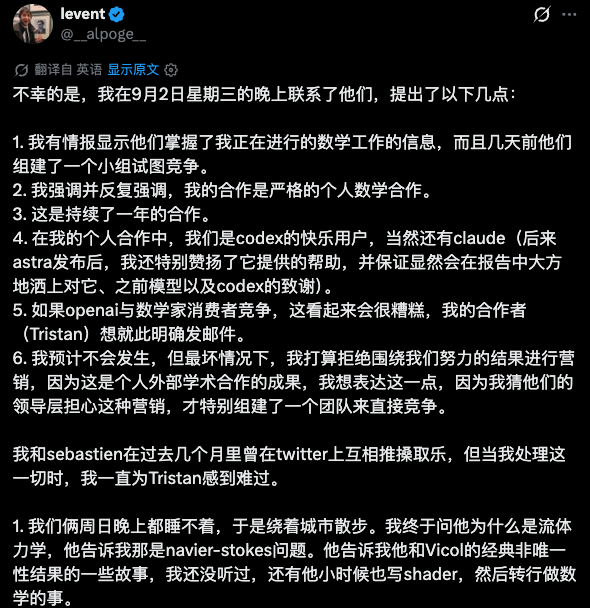 levent
@__alpoge__
翻译自 英语 显示原文
不幸的是，我在9月2日星期三的晚上联系了他们，提出了以下几点：
1. 我有情报显示他们掌握了我正在进行的数学工作的信息，而且几天前他们
组建了一个小组试图竞争。
2. 我强调并反复强调，我的合作是严格的个人数学合作。
3. 这是持续了一年的合作。
4. 在我的个人合作中，我们是codex的快乐用户，当然还有claude（后来
astra发布后，我还特别赞扬了它提供的帮助，并保证显然会在报告中大方
地洒上对它、之前模型以及codex的致谢）。
5. 如果openai与数学家消费者竞争，这看起来会很糟糕，我的合作者
（Tristan）想就此明确发邮件。
6. 我预计不会发生，但最坏情况下，我打算拒绝围绕我们努力的结果进行营
销，因为这是个人外部学术合作的成果，我想表达这一点，因为我猜他们的
领导层担心这种营销，才特别组建了一个团队来直接竞争。
我和sebastien在过去几个月里曾在twitter上互相推搡取乐，但当我处理这
一切时，我一直为Tristan感到难过。
1. 我们俩周日晚上都睡不着，于是绕着城市散步。我终于问他为什么是流体
力学，他告诉我那是navier-stokes问题。他告诉我他和Vicol的经典非唯一
性结果的一些故事，我还没听过，还有他小时候也写shader，然后转行做数
学的事。